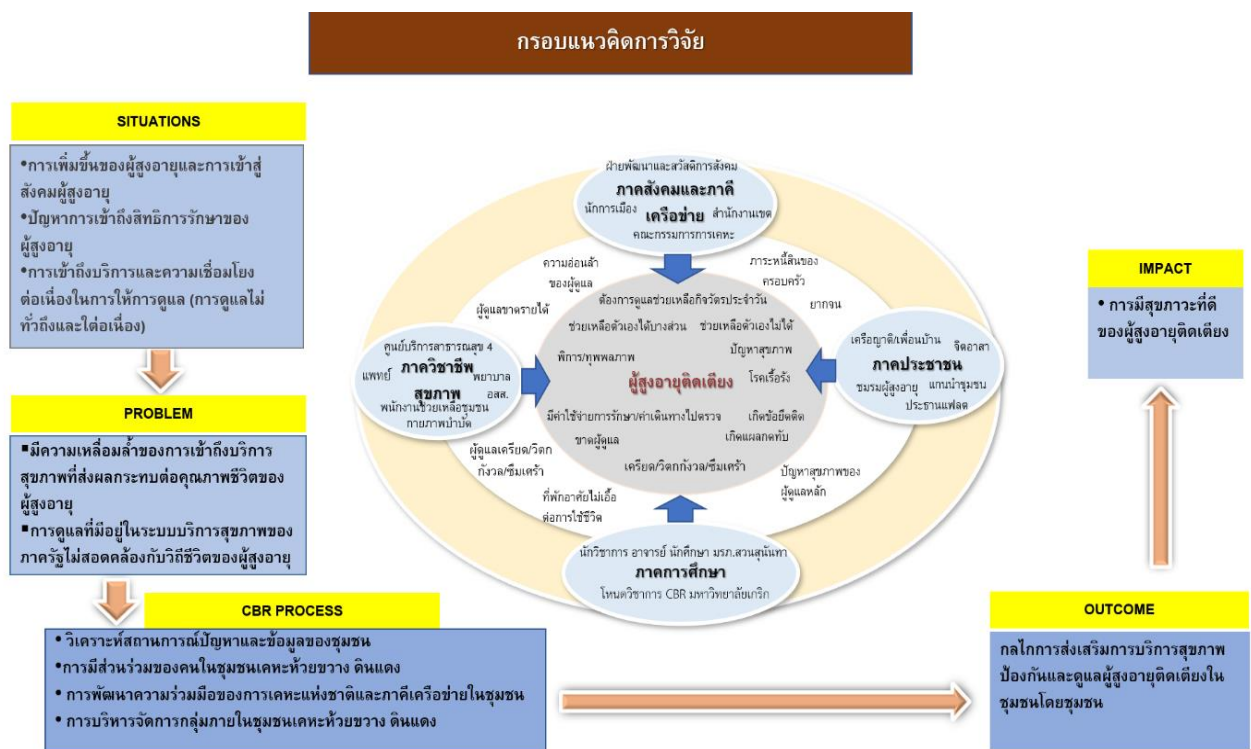 กรอบแนวคิดการวิจัย
SITUATIONS
•การเพิ่มขึ้นของผู้สูงอายุและการเข้าสู่
สังคมผู้สูงอายุ
•ปัญหาการเข้าถึงสิทธิการรักษาของ
ผู้สูงอายุ
•การเข้าถึงบริการและความเชื่อมโยง
ต่อเนื่องในการให้การดูแล (การดูแลไม่
ทั่วถึงและใต่อเนื่อง)
PROBLEM
▪มีความเหลื่อมล้ำของการเข้าถึงบริการ
สุขภาพที่ส่งผลกระทบต่อคุณภาพชีวิตของ
ผู้สูงอายุ
▪การดูแลที่มีอยู่ในระบบบริการสุขภาพของ
ภาครัฐไม่สอดคล้องกับวิถีชีวิตของผู้สูงอายุ
CBR PROCESS
• วิเคราะห์สถานการณ์ปัญหาและข้อมูลของชุมชน
•การมีส่วนร่วมของคนในชุมชนเคหะห้วยขวาง ดินแดง
• การพัฒนาความร่วมมือของการเคหะแห่งชาติและภาคีเครือข่ายในชุมชน
• การบริหารจัดการกลุ่มภายในชุมชนเคหะห้วยขวาง ดินแดง
ฝ่ายพัฒนาและสวัสดิการสังคม
ภาคสังคมและภาคี
นักการเมือง เครือข่าย สำนักงานเขต
คณะกรรมการการเคหะ
ความอ่อนล้า
ของผู้ดูแล
ภาระหนี้สินของ
ครอบครัว
ผู้ดูแลขาดรายได้
ยากจน
ต้องการดูแลช่วยเหลือกิจวัตรประจำวัน
ช่วยเหลือตัวเองได้บางส่วน ช่วยเหลือตัวเองไม่ได้
พิการ/ทุพพลภาพ
ปัญหาสุขภาพ
ผู้สูงอายุติดเตียง
โรคเรื้อรัง
มีค่าใช้จ่ายการรักษา/ค่าเดินทางไปตรวจ
เกิดข้อยึดติด
ขาดผู้ดูแล
เกิดแผลกดทับ
เครียด/วิตกกังวล/ซึมเศร้า
ศูนย์บริการสาธารณสุข 4
แพทย์ ภาควิชาชีพ พยาบาล
สุขภาพ อสส.
พนักงานช่วยเหลือชุมชน
กายภาพบำบัด
เครือญาติ/เพื่อนบ้าน จิตอาสา
ภาคประชาชน
ชมรมผู้สูงอายุ แกนนำชุมชน
ประธานแฟลต
ผู้ดูแลเครียด/วิตก
กังวล/ซึมเศร้า
ที่พักอาศัยไม่เอื้อ
ต่อการใช้ชีวิต
ปัญหาสุขภาพของ
ผู้ดูแลหลัก
นักวิชาการ อาจารย์ นักศึกษา มรภ.สวนสุนันทา
ภาคการศึกษา
โหนดวิชาการ CBR มหาวิทยาลัยเกริก
IMPACT
• การมีสุขภาวะที่ดี
ของผู้สูงอายุติดเตียง
OUTCOME
กลไกการส่งเสริมการบริการสุขภาพ
ป้องกันและดูแลผู้สูงอายุติดเตียงใน
ชุมชนโดยชุมชน